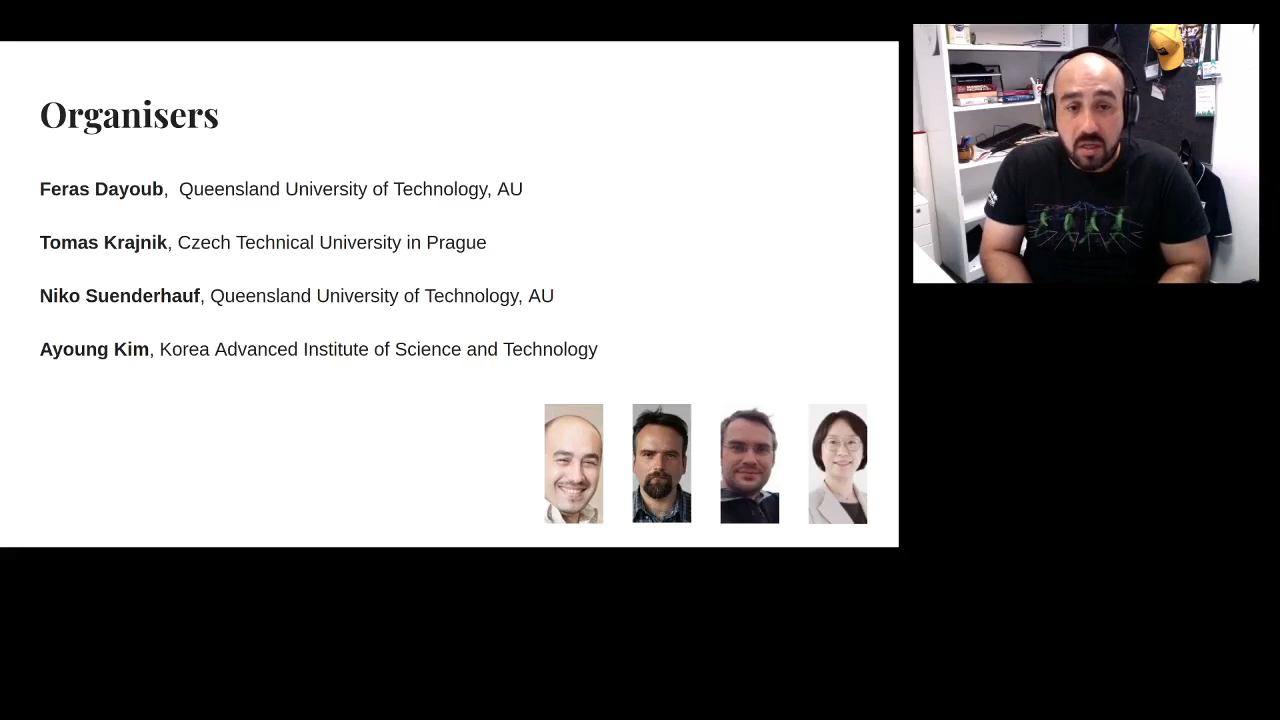 Organisers
Feras Dayoub, Queensland University of Technology, AU
Tomas Krajnik, Czech Technical University in Prague
Niko Suenderhauf, Queensland University of Technology, AU
Ayoung Kim, Korea Advanced Institute of Science and Technology